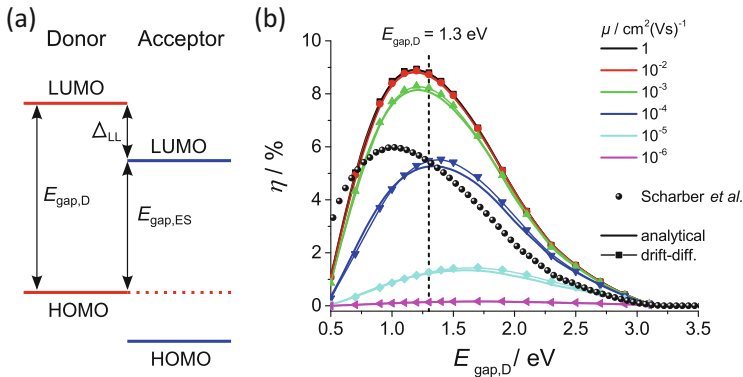 (a)
Donor Acceptor
LUMO
Δ_LL
LUMO
E_gap,D
E_gap,ES
HOMO
HOMO
(b)
E_gap,D = 1.3 eV
η / %
10
8
6
4
2
0
0.5 1.0 1.5 2.0 2.5 3.0 3.5
E_gap,D / eV
μ / cm²(Vs)⁻¹
1
10⁻²
10⁻³
10⁻⁴
10⁻⁵
10⁻⁶
Scharber et al.
analytical
drift-diff.